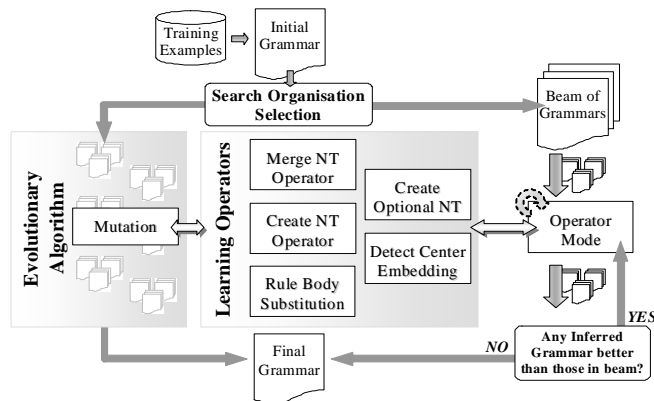 Training
Examples
Initial
Grammar
Search Organisation
Selection
Beam of
Grammars
Evolutionary
Algorithm
Mutation
Learning Operators
Merge NT
Operator
Create NT
Operator
Rule Body
Substitution
Create
Optional NT
Detect Center
Embedding
Operator
Mode
YES
NO
Any Inferred
Grammar better
than those in beam?
Final
Grammar